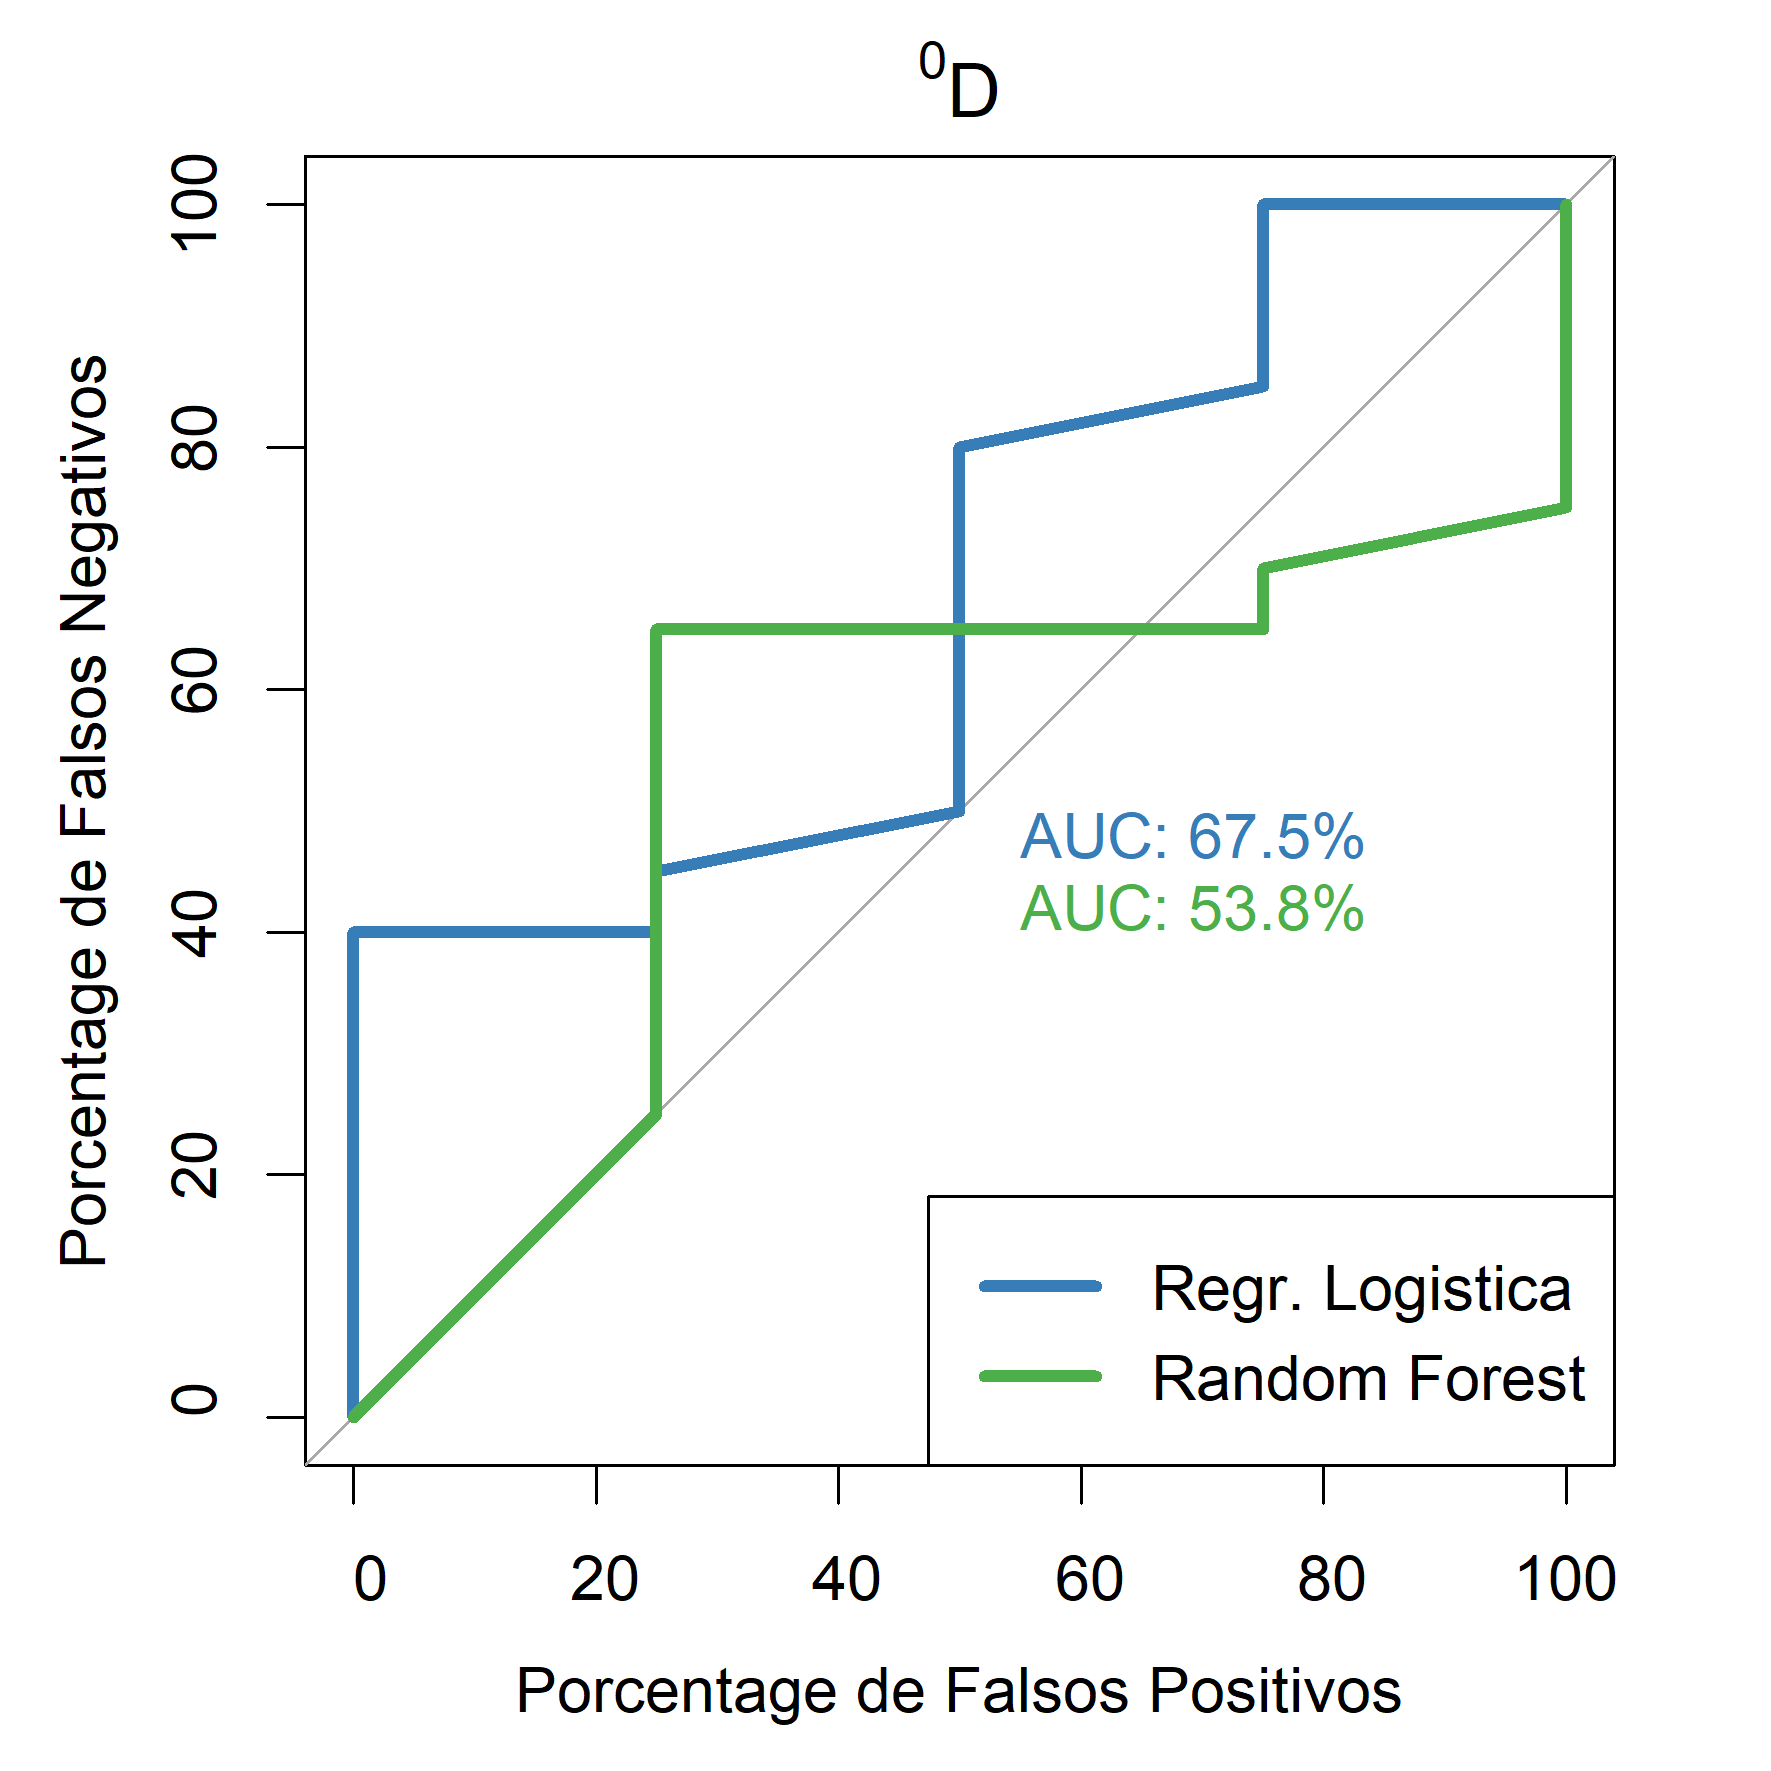 ⁰D
Porcentage de Falsos Negativos
100
80
60
40
20
0
AUC: 67.5%
AUC: 53.8%
Regr. Logistica
Random Forest
0 20 40 60 80 100
Porcentage de Falsos Positivos